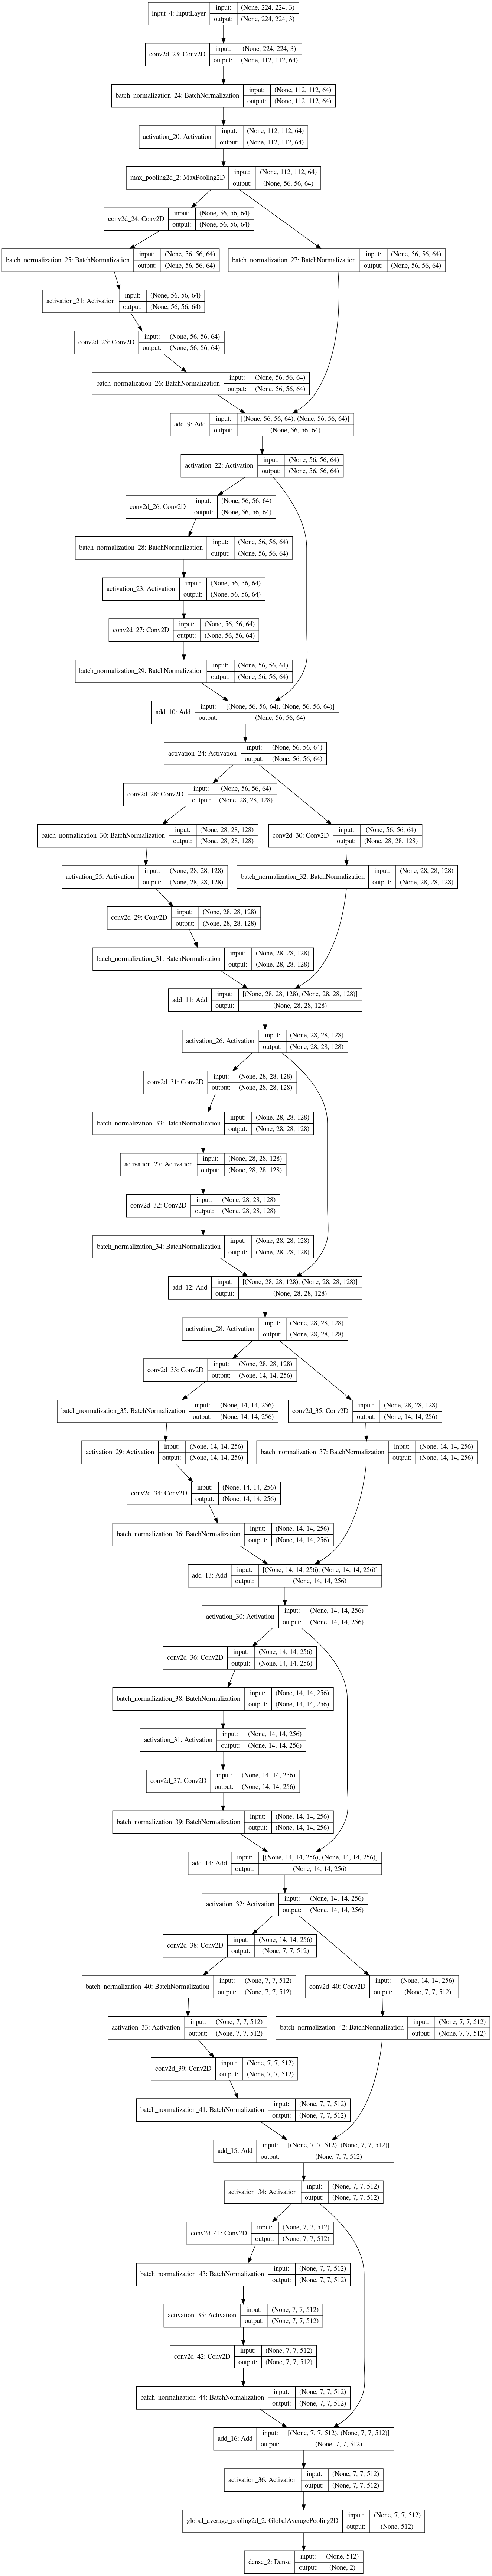 input_4: InputLayer
input: (None, 224, 224, 3)
output: (None, 224, 224, 3)
conv2d_23: Conv2D
input: (None, 224, 224, 3)
output: (None, 112, 112, 64)
batch_normalization_24: BatchNormalization
input: (None, 112, 112, 64)
output: (None, 112, 112, 64)
activation_20: Activation
input: (None, 112, 112, 64)
output: (None, 112, 112, 64)
max_pooling2d_2: MaxPooling2D
input: (None, 112, 112, 64)
output: (None, 56, 56, 64)
conv2d_24: Conv2D
input: (None, 56, 56, 64)
output: (None, 56, 56, 64)
batch_normalization_25: BatchNormalization
input: (None, 56, 56, 64)
output: (None, 56, 56, 64)
batch_normalization_27: BatchNormalization
input: (None, 56, 56, 64)
output: (None, 56, 56, 64)
activation_21: Activation
input: (None, 56, 56, 64)
output: (None, 56, 56, 64)
conv2d_25: Conv2D
input: (None, 56, 56, 64)
output: (None, 56, 56, 64)
batch_normalization_26: BatchNormalization
input: (None, 56, 56, 64)
output: (None, 56, 56, 64)
add_9: Add
input: [(None, 56, 56, 64), (None, 56, 56, 64)]
output: (None, 56, 56, 64)
activation_22: Activation
input: (None, 56, 56, 64)
output: (None, 56, 56, 64)
conv2d_26: Conv2D
input: (None, 56, 56, 64)
output: (None, 56, 56, 64)
batch_normalization_28: BatchNormalization
input: (None, 56, 56, 64)
output: (None, 56, 56, 64)
activation_23: Activation
input: (None, 56, 56, 64)
output: (None, 56, 56, 64)
conv2d_27: Conv2D
input: (None, 56, 56, 64)
output: (None, 56, 56, 64)
batch_normalization_29: BatchNormalization
input: (None, 56, 56, 64)
output: (None, 56, 56, 64)
add_10: Add
input: [(None, 56, 56, 64), (None, 56, 56, 64)]
output: (None, 56, 56, 64)
activation_24: Activation
input: (None, 56, 56, 64)
output: (None, 56, 56, 64)
conv2d_28: Conv2D
input: (None, 56, 56, 64)
output: (None, 28, 28, 128)
batch_normalization_30: BatchNormalization
input: (None, 28, 28, 128)
output: (None, 28, 28, 128)
conv2d_30: Conv2D
input: (None, 56, 56, 64)
output: (None, 28, 28, 128)
activation_25: Activation
input: (None, 28, 28, 128)
output: (None, 28, 28, 128)
batch_normalization_32: BatchNormalization
input: (None, 28, 28, 128)
output: (None, 28, 28, 128)
conv2d_29: Conv2D
input: (None, 28, 28, 128)
output: (None, 28, 28, 128)
batch_normalization_31: BatchNormalization
input: (None, 28, 28, 128)
output: (None, 28, 28, 128)
add_11: Add
input: [(None, 28, 28, 128), (None, 28, 28, 128)]
output: (None, 28, 28, 128)
activation_26: Activation
input: (None, 28, 28, 128)
output: (None, 28, 28, 128)
conv2d_31: Conv2D
input: (None, 28, 28, 128)
output: (None, 28, 28, 128)
batch_normalization_33: BatchNormalization
input: (None, 28, 28, 128)
output: (None, 28, 28, 128)
activation_27: Activation
input: (None, 28, 28, 128)
output: (None, 28, 28, 128)
conv2d_32: Conv2D
input: (None, 28, 28, 128)
output: (None, 28, 28, 128)
batch_normalization_34: BatchNormalization
input: (None, 28, 28, 128)
output: (None, 28, 28, 128)
add_12: Add
input: [(None, 28, 28, 128), (None, 28, 28, 128)]
output: (None, 28, 28, 128)
activation_28: Activation
input: (None, 28, 28, 128)
output: (None, 28, 28, 128)
conv2d_33: Conv2D
input: (None, 28, 28, 128)
output: (None, 14, 14, 256)
batch_normalization_35: BatchNormalization
input: (None, 14, 14, 256)
output: (None, 14, 14, 256)
conv2d_35: Conv2D
input: (None, 28, 28, 128)
output: (None, 14, 14, 256)
activation_29: Activation
input: (None, 14, 14, 256)
output: (None, 14, 14, 256)
batch_normalization_37: BatchNormalization
input: (None, 14, 14, 256)
output: (None, 14, 14, 256)
conv2d_34: Conv2D
input: (None, 14, 14, 256)
output: (None, 14, 14, 256)
batch_normalization_36: BatchNormalization
input: (None, 14, 14, 256)
output: (None, 14, 14, 256)
add_13: Add
input: [(None, 14, 14, 256), (None, 14, 14, 256)]
output: (None, 14, 14, 256)
activation_30: Activation
input: (None, 14, 14, 256)
output: (None, 14, 14, 256)
conv2d_36: Conv2D
input: (None, 14, 14, 256)
output: (None, 14, 14, 256)
batch_normalization_38: BatchNormalization
input: (None, 14, 14, 256)
output: (None, 14, 14, 256)
activation_31: Activation
input: (None, 14, 14, 256)
output: (None, 14, 14, 256)
conv2d_37: Conv2D
input: (None, 14, 14, 256)
output: (None, 14, 14, 256)
batch_normalization_39: BatchNormalization
input: (None, 14, 14, 256)
output: (None, 14, 14, 256)
add_14: Add
input: [(None, 14, 14, 256), (None, 14, 14, 256)]
output: (None, 14, 14, 256)
activation_32: Activation
input: (None, 14, 14, 256)
output: (None, 14, 14, 256)
conv2d_38: Conv2D
input: (None, 14, 14, 256)
output: (None, 7, 7, 512)
batch_normalization_40: BatchNormalization
input: (None, 7, 7, 512)
output: (None, 7, 7, 512)
conv2d_40: Conv2D
input: (None, 14, 14, 256)
output: (None, 7, 7, 512)
activation_33: Activation
input: (None, 7, 7, 512)
output: (None, 7, 7, 512)
batch_normalization_42: BatchNormalization
input: (None, 7, 7, 512)
output: (None, 7, 7, 512)
conv2d_39: Conv2D
input: (None, 7, 7, 512)
output: (None, 7, 7, 512)
batch_normalization_41: BatchNormalization
input: (None, 7, 7, 512)
output: (None, 7, 7, 512)
add_15: Add
input: [(None, 7, 7, 512), (None, 7, 7, 512)]
output: (None, 7, 7, 512)
activation_34: Activation
input: (None, 7, 7, 512)
output: (None, 7, 7, 512)
conv2d_41: Conv2D
input: (None, 7, 7, 512)
output: (None, 7, 7, 512)
batch_normalization_43: BatchNormalization
input: (None, 7, 7, 512)
output: (None, 7, 7, 512)
activation_35: Activation
input: (None, 7, 7, 512)
output: (None, 7, 7, 512)
conv2d_42: Conv2D
input: (None, 7, 7, 512)
output: (None, 7, 7, 512)
batch_normalization_44: BatchNormalization
input: (None, 7, 7, 512)
output: (None, 7, 7, 512)
add_16: Add
input: [(None, 7, 7, 512), (None, 7, 7, 512)]
output: (None, 7, 7, 512)
activation_36: Activation
input: (None, 7, 7, 512)
output: (None, 7, 7, 512)
global_average_pooling2d_2: GlobalAveragePooling2D
input: (None, 7, 7, 512)
output: (None, 512)
dense_2: Dense
input: (None, 512)
output: (None, 2)